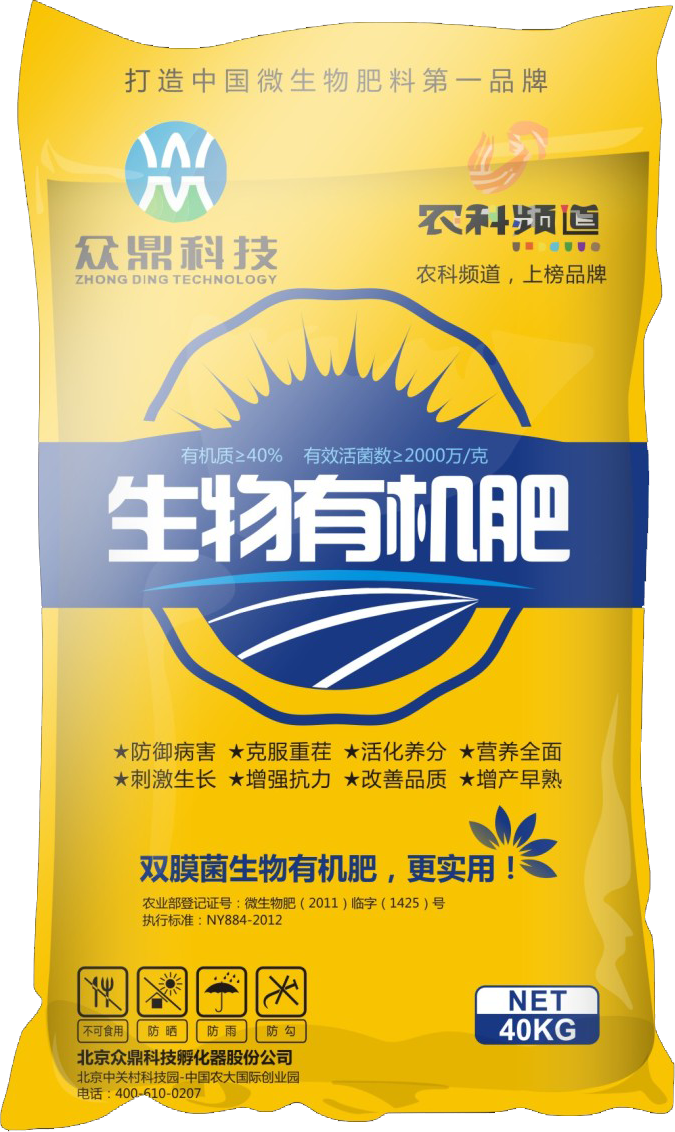 打造中国微生物肥料第一品牌
众鼎科技
ZHONG DING TECHNOLOGY
农科频道
农科频道，上榜品牌
有机质≥40% 有效活菌数≥2000万/克
生物有机肥
★防御病害 ★克服重茬 ★活化养分 ★营养全面
★刺激生长 ★增强抗力 ★改善品质 ★增产早熟
双膜菌生物有机肥，更实用！
农业部登记证号：微生物肥（2011）临字（1425）号
执行标准：NY884-2012
不可食用 防晒 防雨 防勾
NET
40KG
北京众鼎科技孵化器股份公司
北京中关村科技园-中国农大国际创业园
电话：400-610-0207